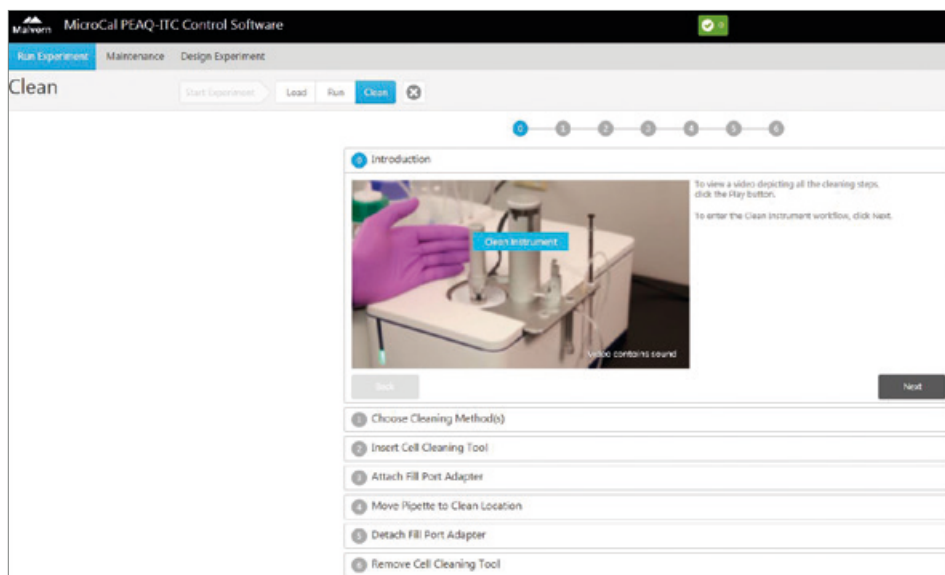 Malvern
MicroCal PEAQ-ITC Control Software
0
Run Experiment Maintenance Design Experiment
Clean
Start Experiment Load Run Clean
0 1 2 3 4 5 6
0 Introduction
To view a video depicting all the cleaning steps,
click the Play button.
To enter the Clean Instrument workflow, click Next.
Clean Instrument
Video contains sound
Back Next
1 Choose Cleaning Method(s)
2 Insert Cell Cleaning Tool
3 Attach Fill Port Adapter
4 Move Pipette to Clean Location
5 Detach Fill Port Adapter
6 Remove Cell Cleaning Tool